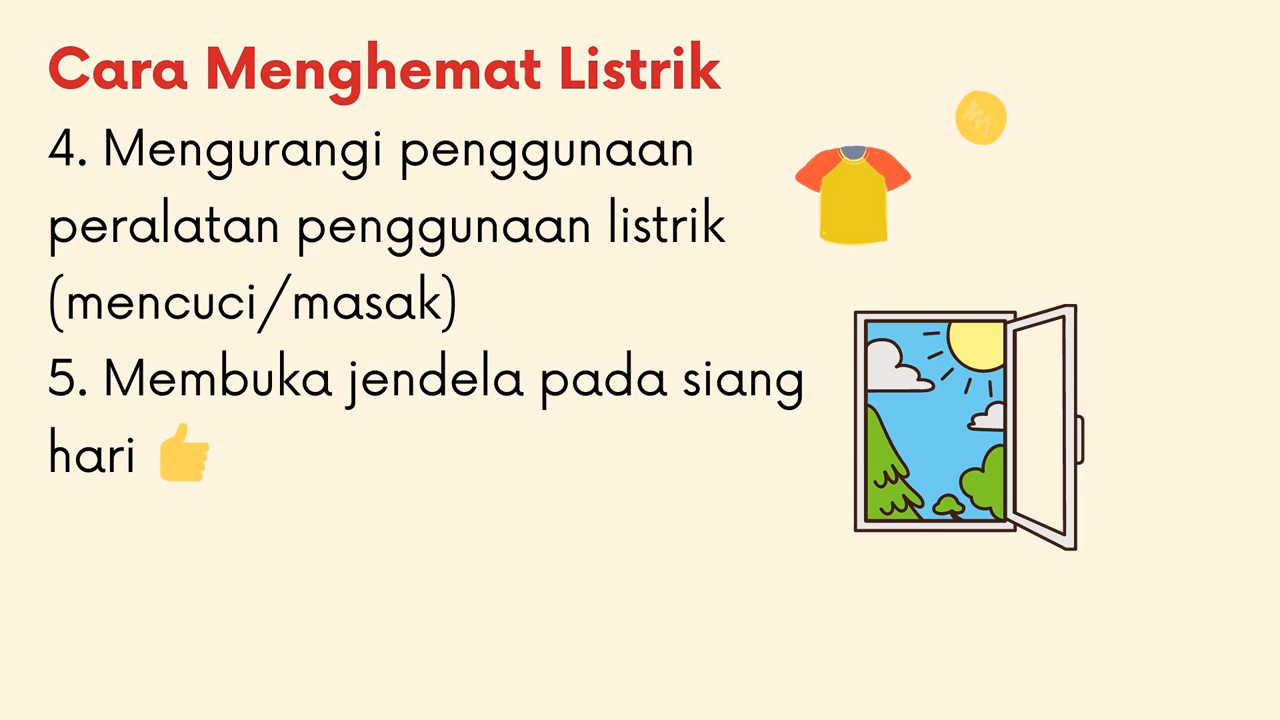 Cara Menghemat Listrik
4. Mengurangi penggunaan
peralatan penggunaan listrik
(mencuci/masak)
5. Membuka jendela pada siang
hari